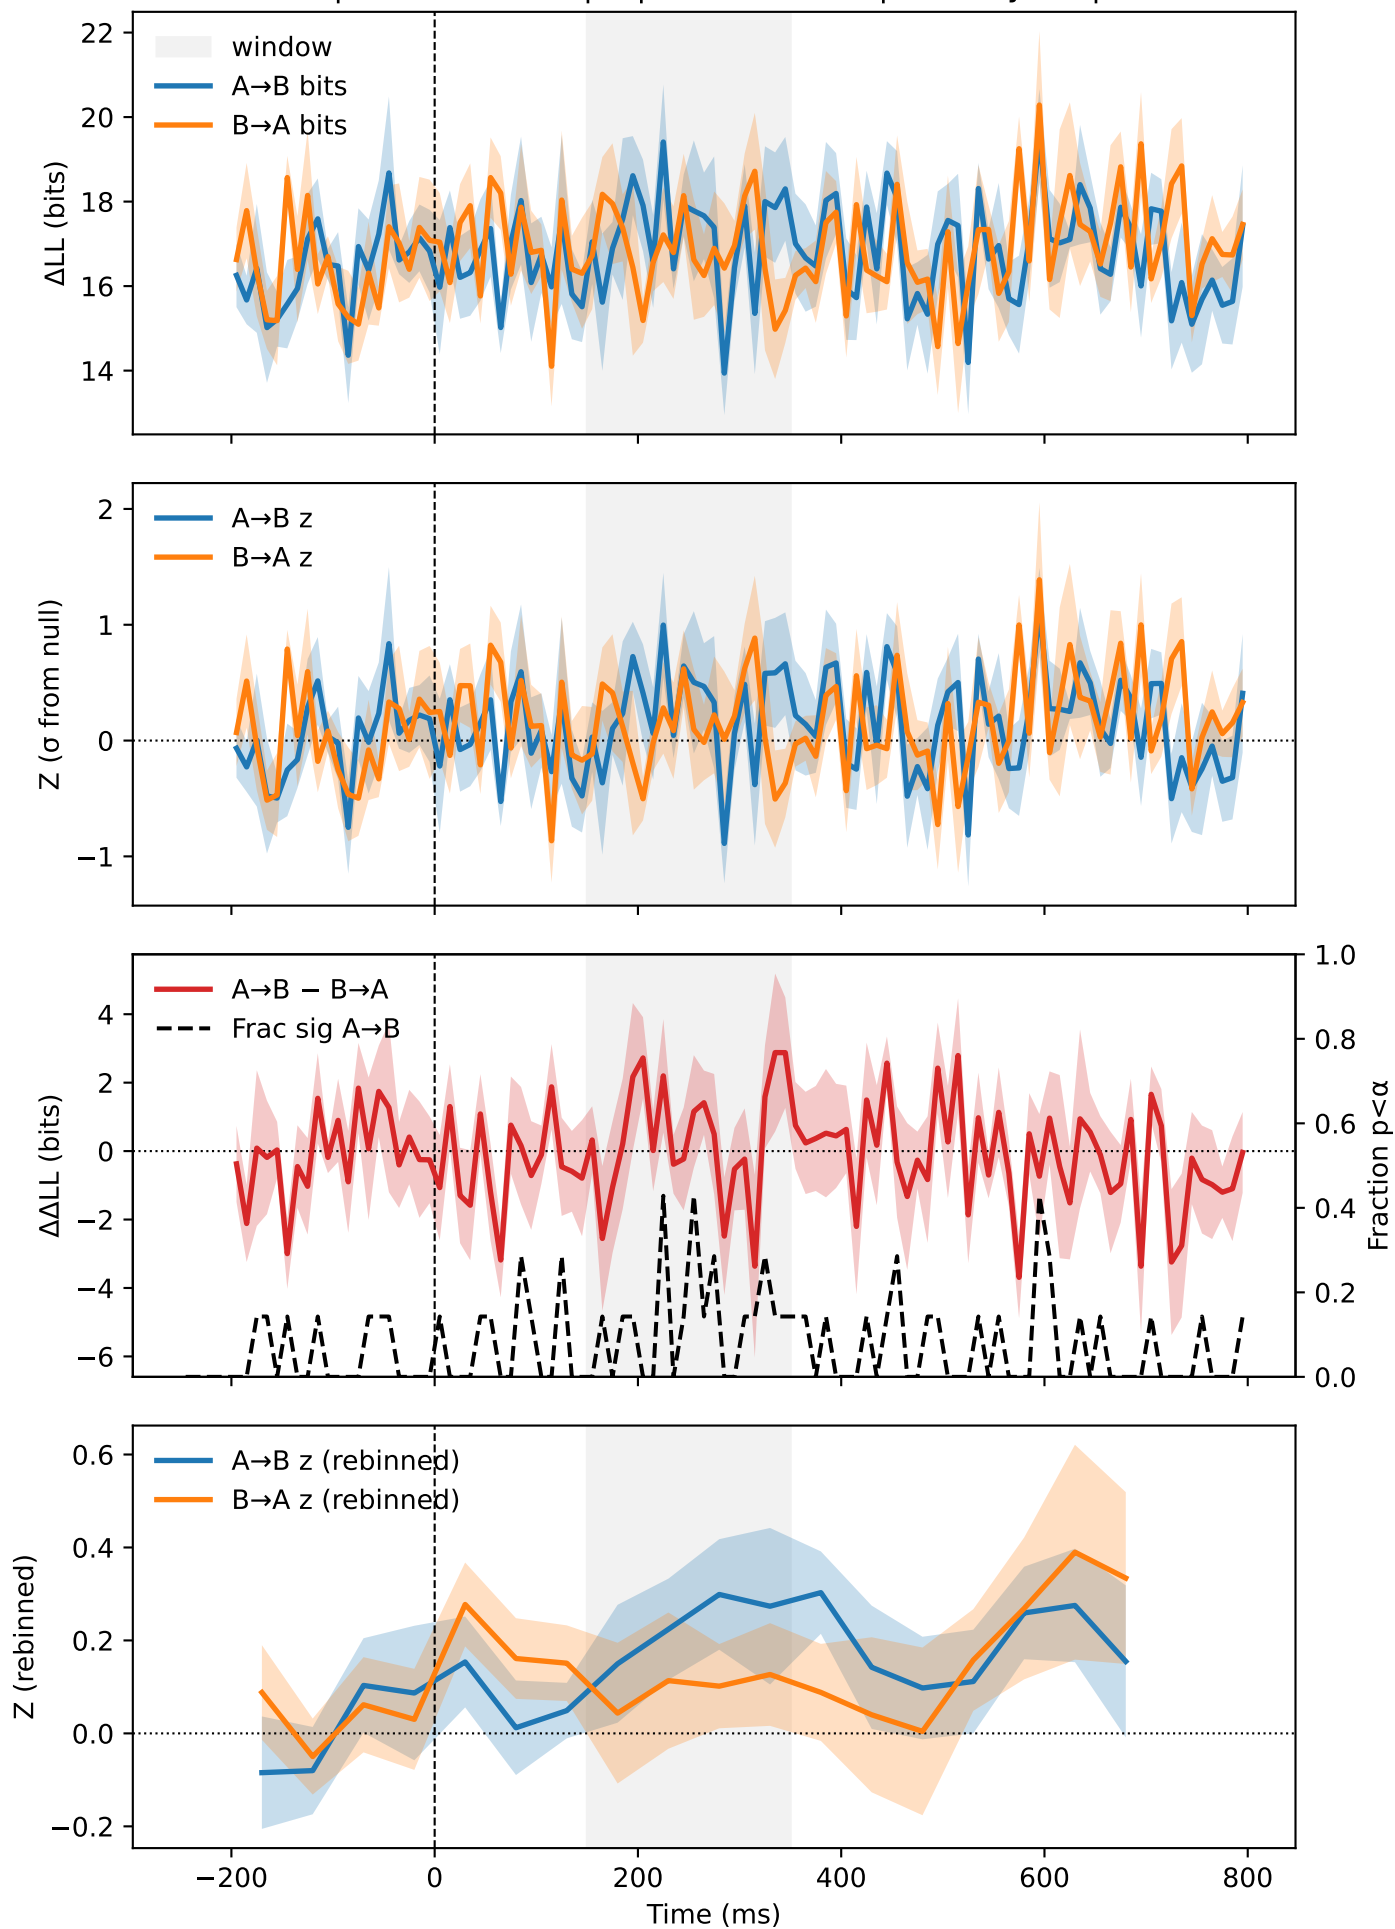 window
A→B bits
B→A bits
ΔLL (bits)
22
20
18
16
14
A→B z
B→A z
Z (σ from null)
2
1
0
−1
A→B − B→A
Frac sig A→B
ΔΔLL (bits)
4
2
0
−2
−4
−6
1.0
0.8
0.6
0.4
0.2
0.0
Fraction p<α
A→B z (rebinned)
B→A z (rebinned)
Z (rebinned)
0.6
0.4
0.2
0.0
−0.2
−200
0
200
400
600
800
Time (ms)